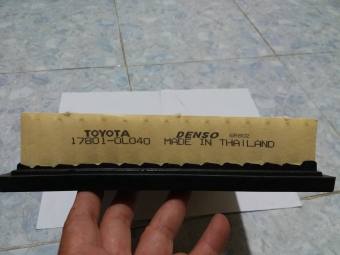 TOYOTA DENSO
17801-0L040 MADE IN THAILAND